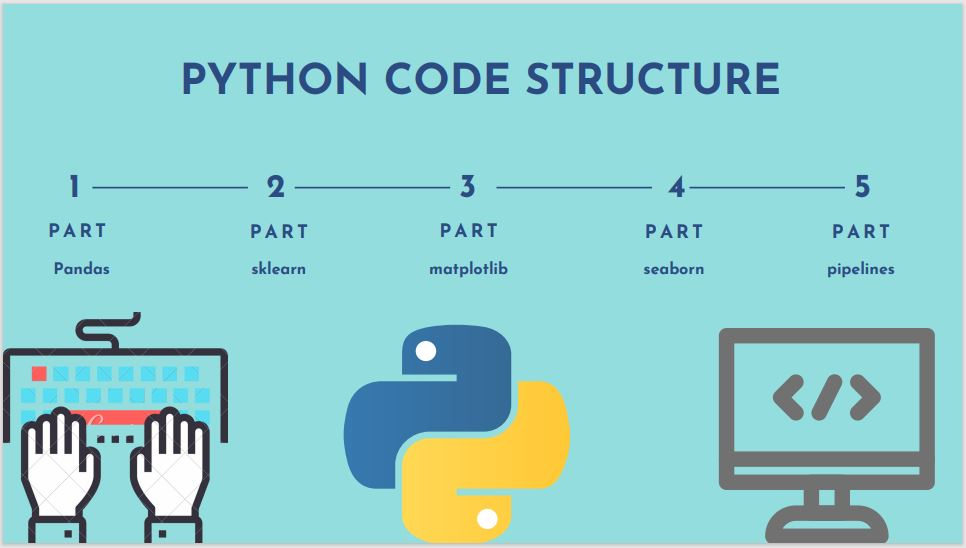 PYTHON CODE STRUCTURE
1 2 3 4 5
PART PART PART PART PART
Pandas sklearn matplotlib seaborn pipelines